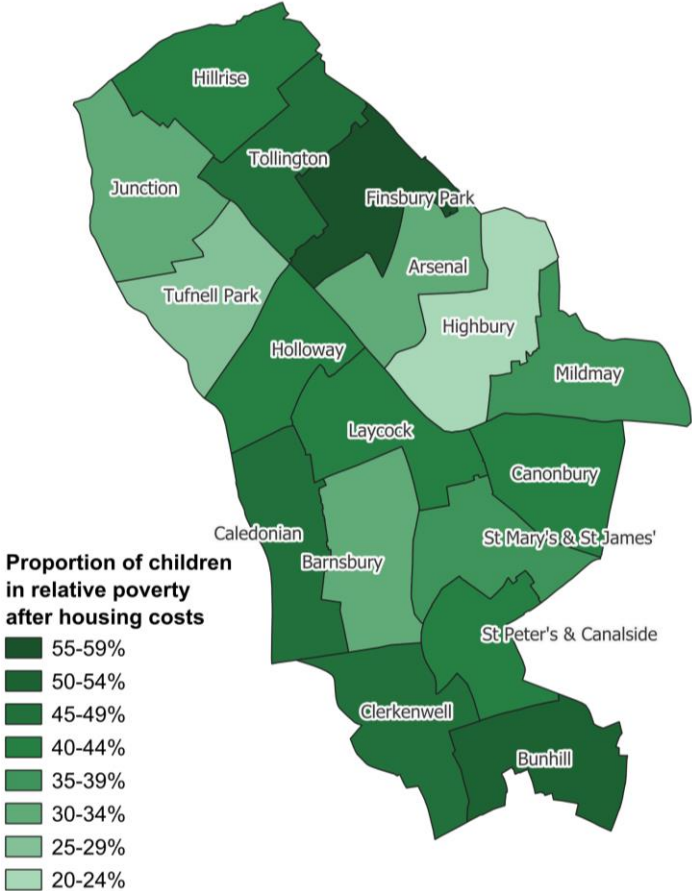 Hillrise
Tollington
Junction
Finsbury Park
Arsenal
Tufnell Park
Highbury
Holloway
Mildmay
Laycock
Canonbury
Caledonian
St Mary's & St James'
Barnsbury
St Peter's & Canalside
Clerkenwell
Bunhill
Proportion of children
in relative poverty
after housing costs
55-59%
50-54%
45-49%
40-44%
35-39%
30-34%
25-29%
20-24%